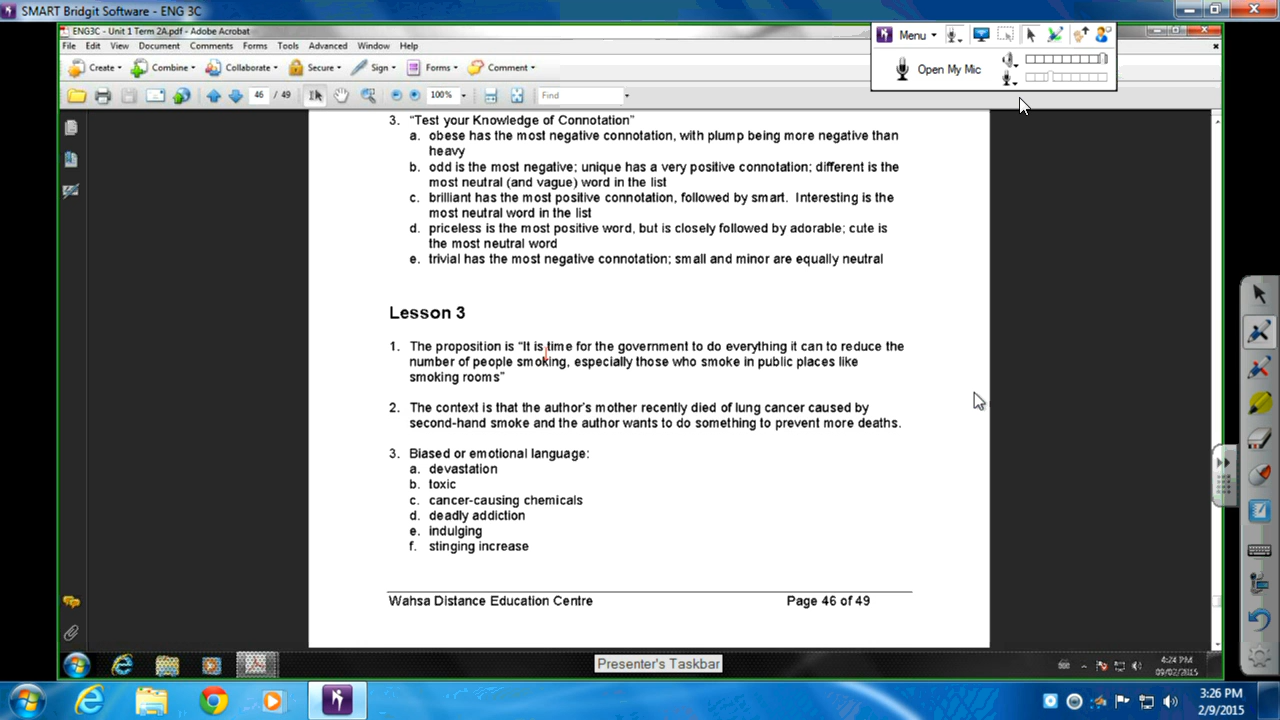 SMART Bridgit Software - ENG 3C
ENG3C - Unit 1 Term 2A.pdf - Adobe Acrobat
File Edit View Document Comments Forms Tools Advanced Window Help
Menu
Create Combine Collaborate Secure Sign Forms Comment
Open My Mic
46 / 49 100% Find
3. “Test your Knowledge of Connotation”
a. obese has the most negative connotation, with plump being more negative than
heavy
b. odd is the most negative; unique has a very positive connotation; different is the
most neutral (and vague) word in the list
c. brilliant has the most positive connotation, followed by smart. Interesting is the
most neutral word in the list
d. priceless is the most positive word, but is closely followed by adorable; cute is
the most neutral word
e. trivial has the most negative connotation; small and minor are equally neutral
Lesson 3
1. The proposition is “It is time for the government to do everything it can to reduce the
number of people smoking, especially those who smoke in public places like
smoking rooms”
2. The context is that the author’s mother recently died of lung cancer caused by
second-hand smoke and the author wants to do something to prevent more deaths.
3. Biased or emotional language:
a. devastation
b. toxic
c. cancer-causing chemicals
d. deadly addiction
e. indulging
f. stinging increase
Wahsa Distance Education Centre Page 46 of 49
Presenter's Taskbar
4:24 PM
09/02/2015
3:26 PM
2/9/2015